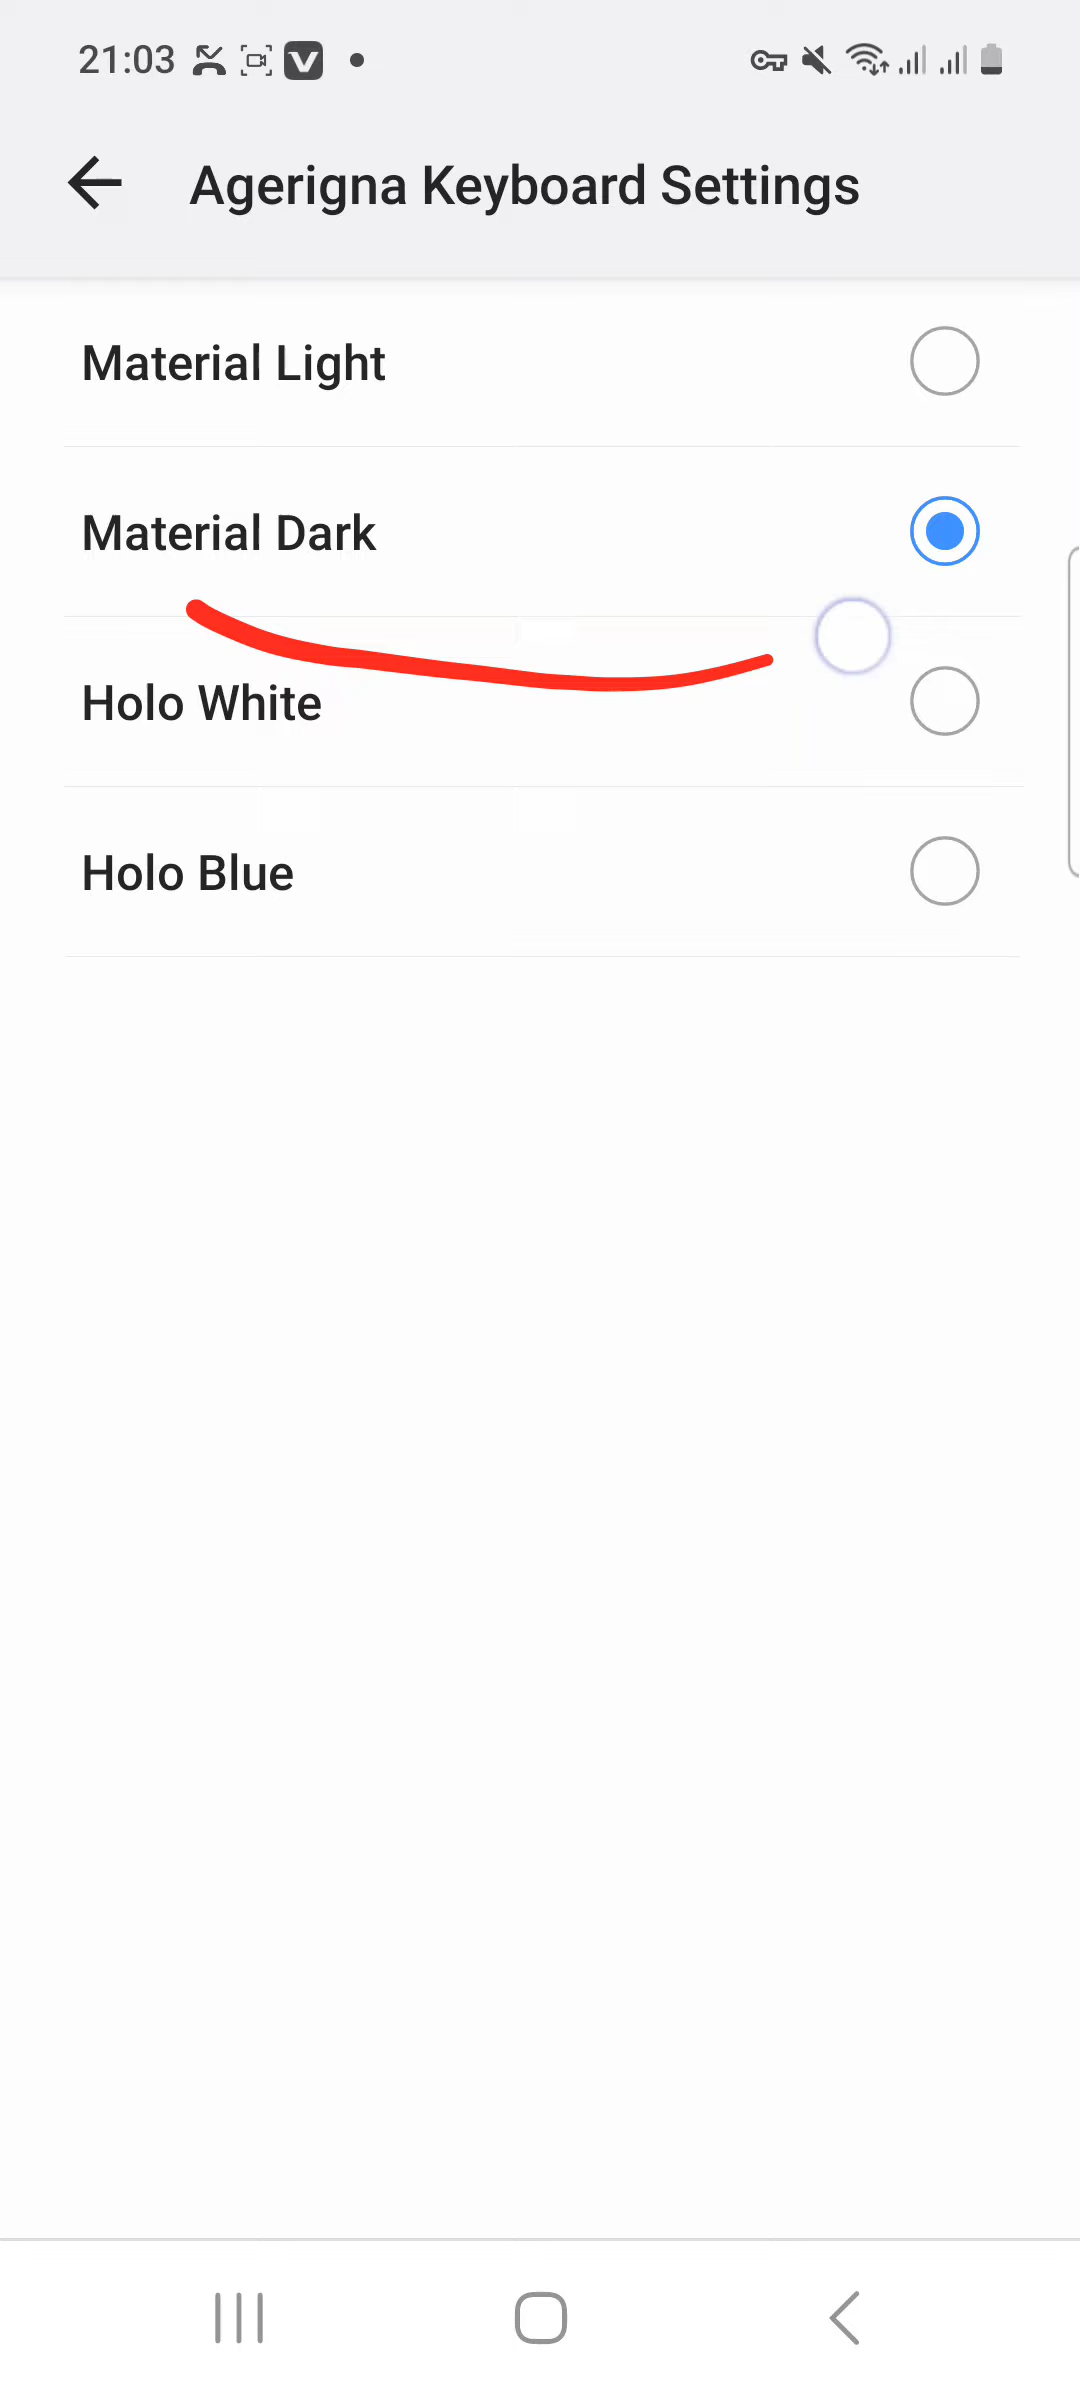 21:03
Agerigna Keyboard Settings
Material Light
Material Dark
Holo White
Holo Blue